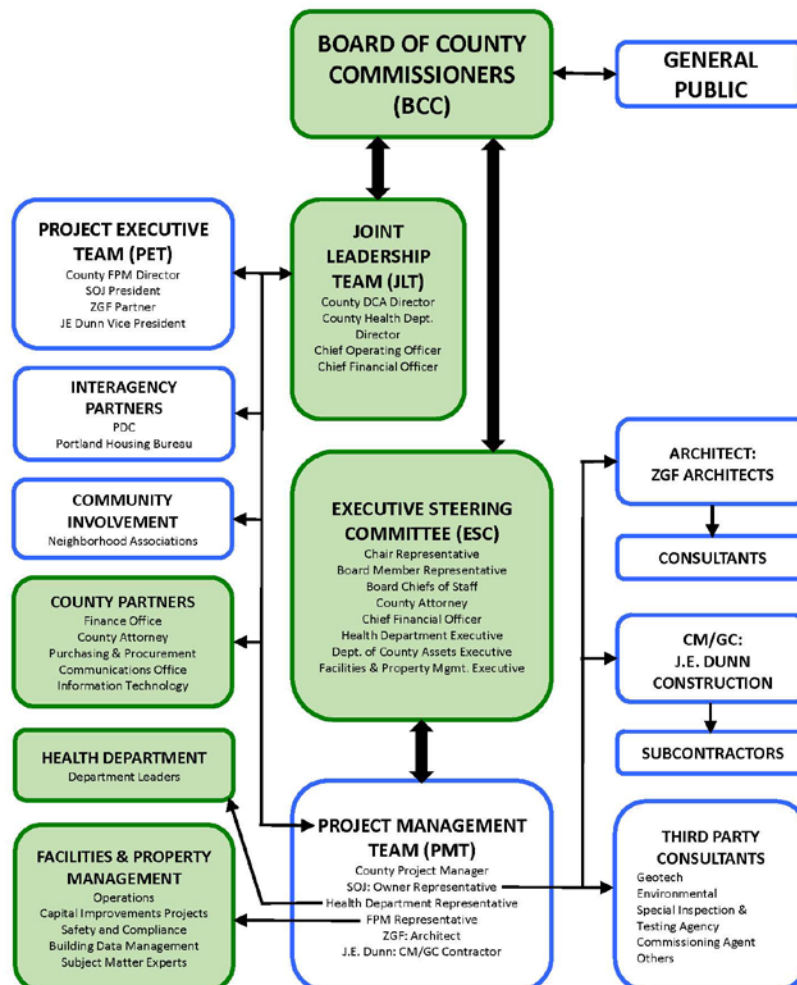 BOARD OF COUNTY
COMMISSIONERS
(BCC)
GENERAL
PUBLIC
PROJECT EXECUTIVE
TEAM (PET)
County FPM Director
SOJ President
ZGF Partner
JE Dunn Vice President
JOINT
LEADERSHIP
TEAM (JLT)
County DCA Director
County Health Dept.
Director
Chief Operating Officer
Chief Financial Officer
INTERAGENCY
PARTNERS
PDC
Portland Housing Bureau
COMMUNITY
INVOLVEMENT
Neighborhood Associations
COUNTY PARTNERS
Finance Office
County Attorney
Purchasing & Procurement
Communications Office
Information Technology
EXECUTIVE STEERING
COMMITTEE (ESC)
Chair Representative
Board Member Representative
Board Chiefs of Staff
County Attorney
Chief Financial Officer
Health Department Executive
Dept. of County Assets Executive
Facilities & Property Mgmt. Executive
ARCHITECT:
ZGF ARCHITECTS
CONSULTANTS
CM/GC:
J.E. DUNN
CONSTRUCTION
SUBCONTRACTORS
HEALTH DEPARTMENT
Department Leaders
FACILITIES & PROPERTY
MANAGEMENT
Operations
Capital Improvements Projects
Safety and Compliance
Building Data Management
Subject Matter Experts
PROJECT MANAGEMENT
TEAM (PMT)
County Project Manager
SOJ: Owner Representative
Health Department Representative
FPM Representative
ZGF: Architect
J.E. Dunn: CM/GC Contractor
THIRD PARTY
CONSULTANTS
Geotech
Environmental
Special Inspection &
Testing Agency
Commissioning Agent
Others